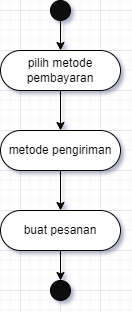 pilih metode
pembayaran
metode pengiriman
buat pesanan